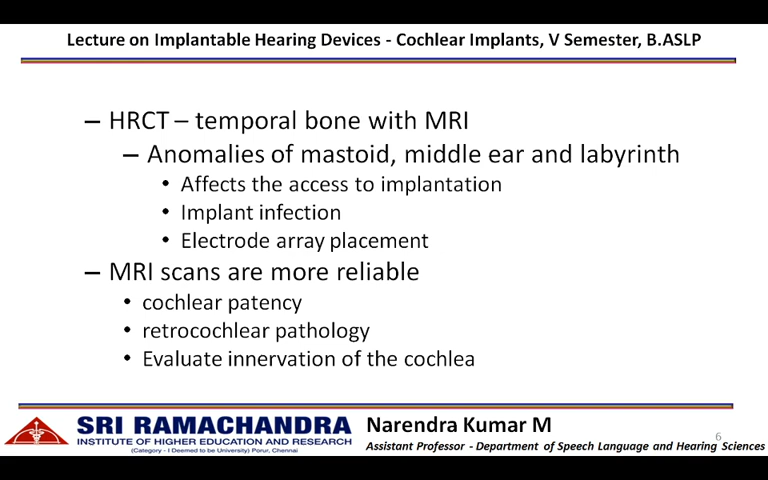 Lecture on Implantable Hearing Devices - Cochlear Implants, V Semester, B.ASLP
– HRCT – temporal bone with MRI
– Anomalies of mastoid, middle ear and labyrinth
• Affects the access to implantation
• Implant infection
• Electrode array placement
– MRI scans are more reliable
• cochlear patency
• retrocochlear pathology
• Evaluate innervation of the cochlea
SRI RAMACHANDRA
INSTITUTE OF HIGHER EDUCATION AND RESEARCH
(Category - I Deemed to be University) Porur, Chennai
Narendra Kumar M
6
Assistant Professor - Department of Speech Language and Hearing Sciences